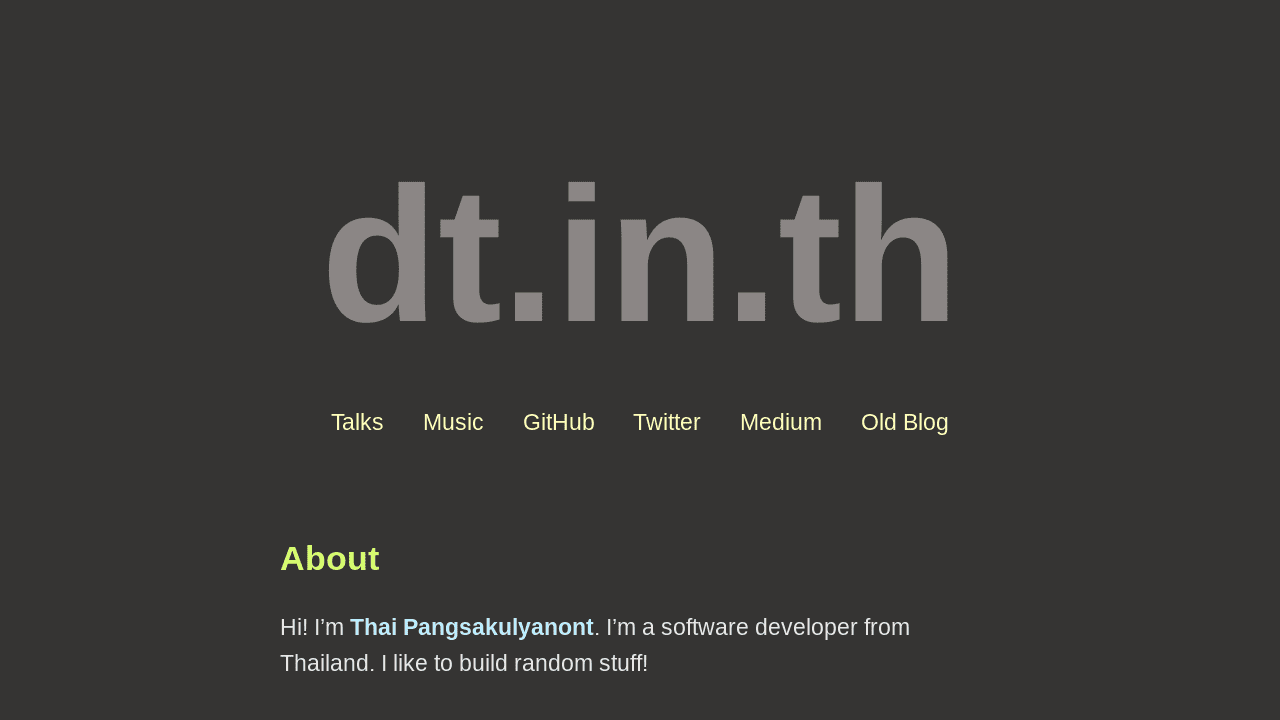 dt.in.th
Talks Music GitHub Twitter Medium Old Blog
About
Hi! I’m Thai Pangsakulyanont. I’m a software developer from
Thailand. I like to build random stuff!